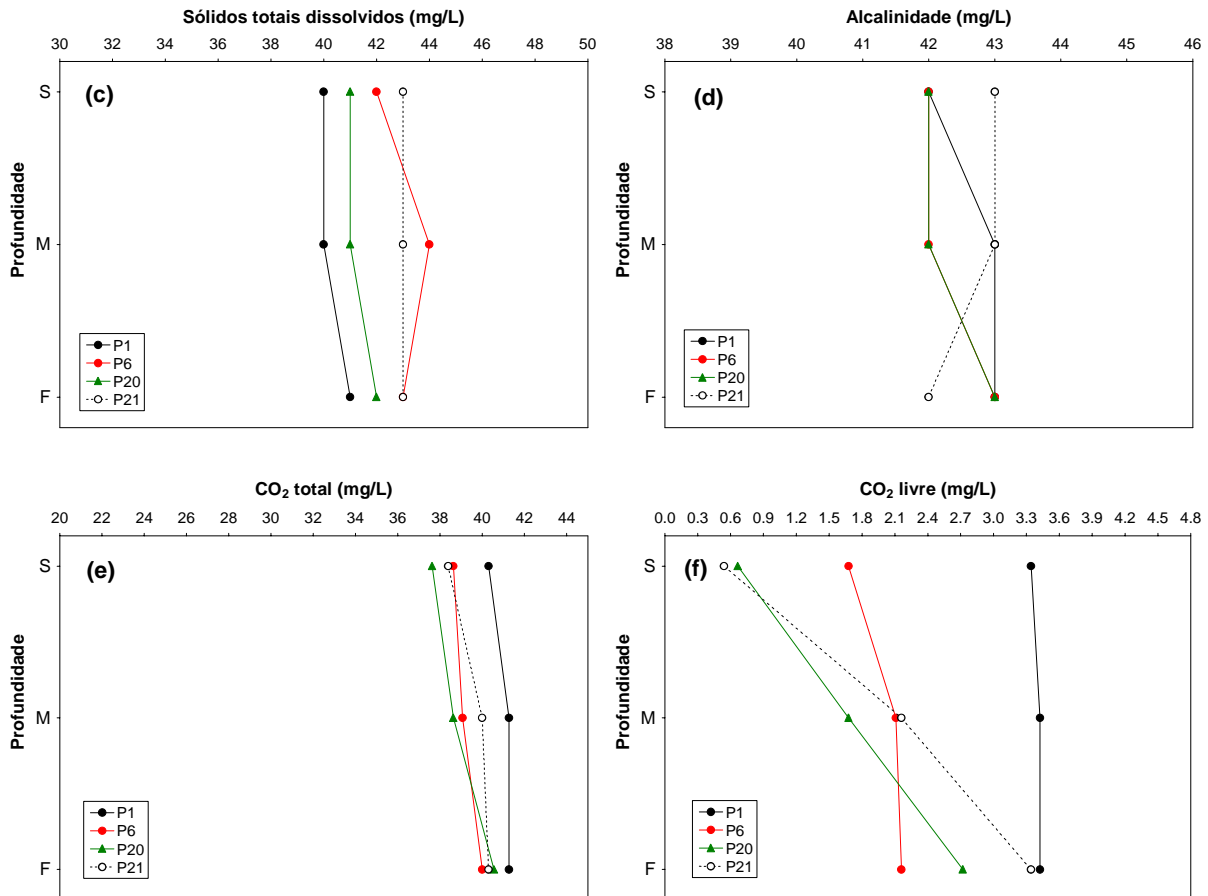 Sólidos totais dissolvidos (mg/L)
30 32 34 36 38 40 42 44 46 48 50
(c)
S
M
F
Profundidade
P1
P6
P20
P21
Alcalinidade (mg/L)
38 39 40 41 42 43 44 45 46
(d)
S
M
F
Profundidade
P1
P6
P20
P21
CO₂ total (mg/L)
20 22 24 26 28 30 32 34 36 38 40 42 44
(e)
S
M
F
Profundidade
P1
P6
P20
P21
CO₂ livre (mg/L)
0.0 0.3 0.6 0.9 1.2 1.5 1.8 2.1 2.4 2.7 3.0 3.3 3.6 3.9 4.2 4.5 4.8
(f)
S
M
F
Profundidade
P1
P6
P20
P21